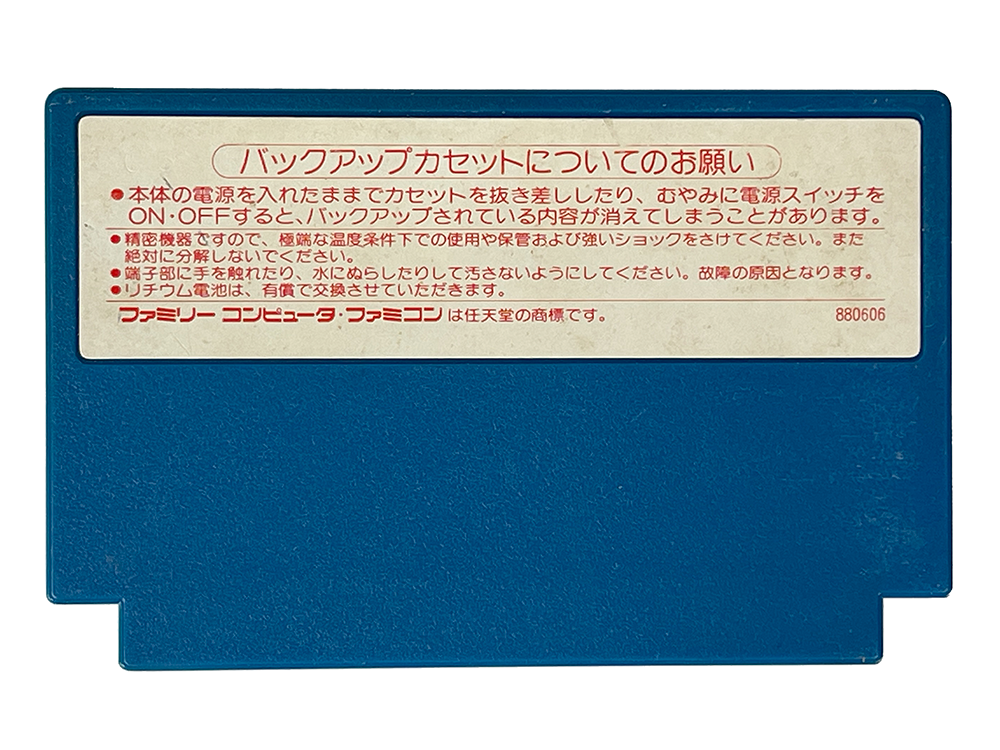 バックアップカセットについてのお願い
●本体の電源を入れたままでカセットを抜き差ししたり、むやみに電源スイッチを
ON・OFFすると、バックアップされている内容が消えてしまうことがあります。
●精密機器ですので、極端な温度条件下での使用や保管および強いショックをさけてください。また
絶対に分解しないでください。
●端子部に手を触れたり、水にぬらしたりして汚さないようにしてください。故障の原因となります。
●リチウム電池は、有償で交換させていただきます。
ファミリー コンピュータ・ファミコンは任天堂の商標です。 880606